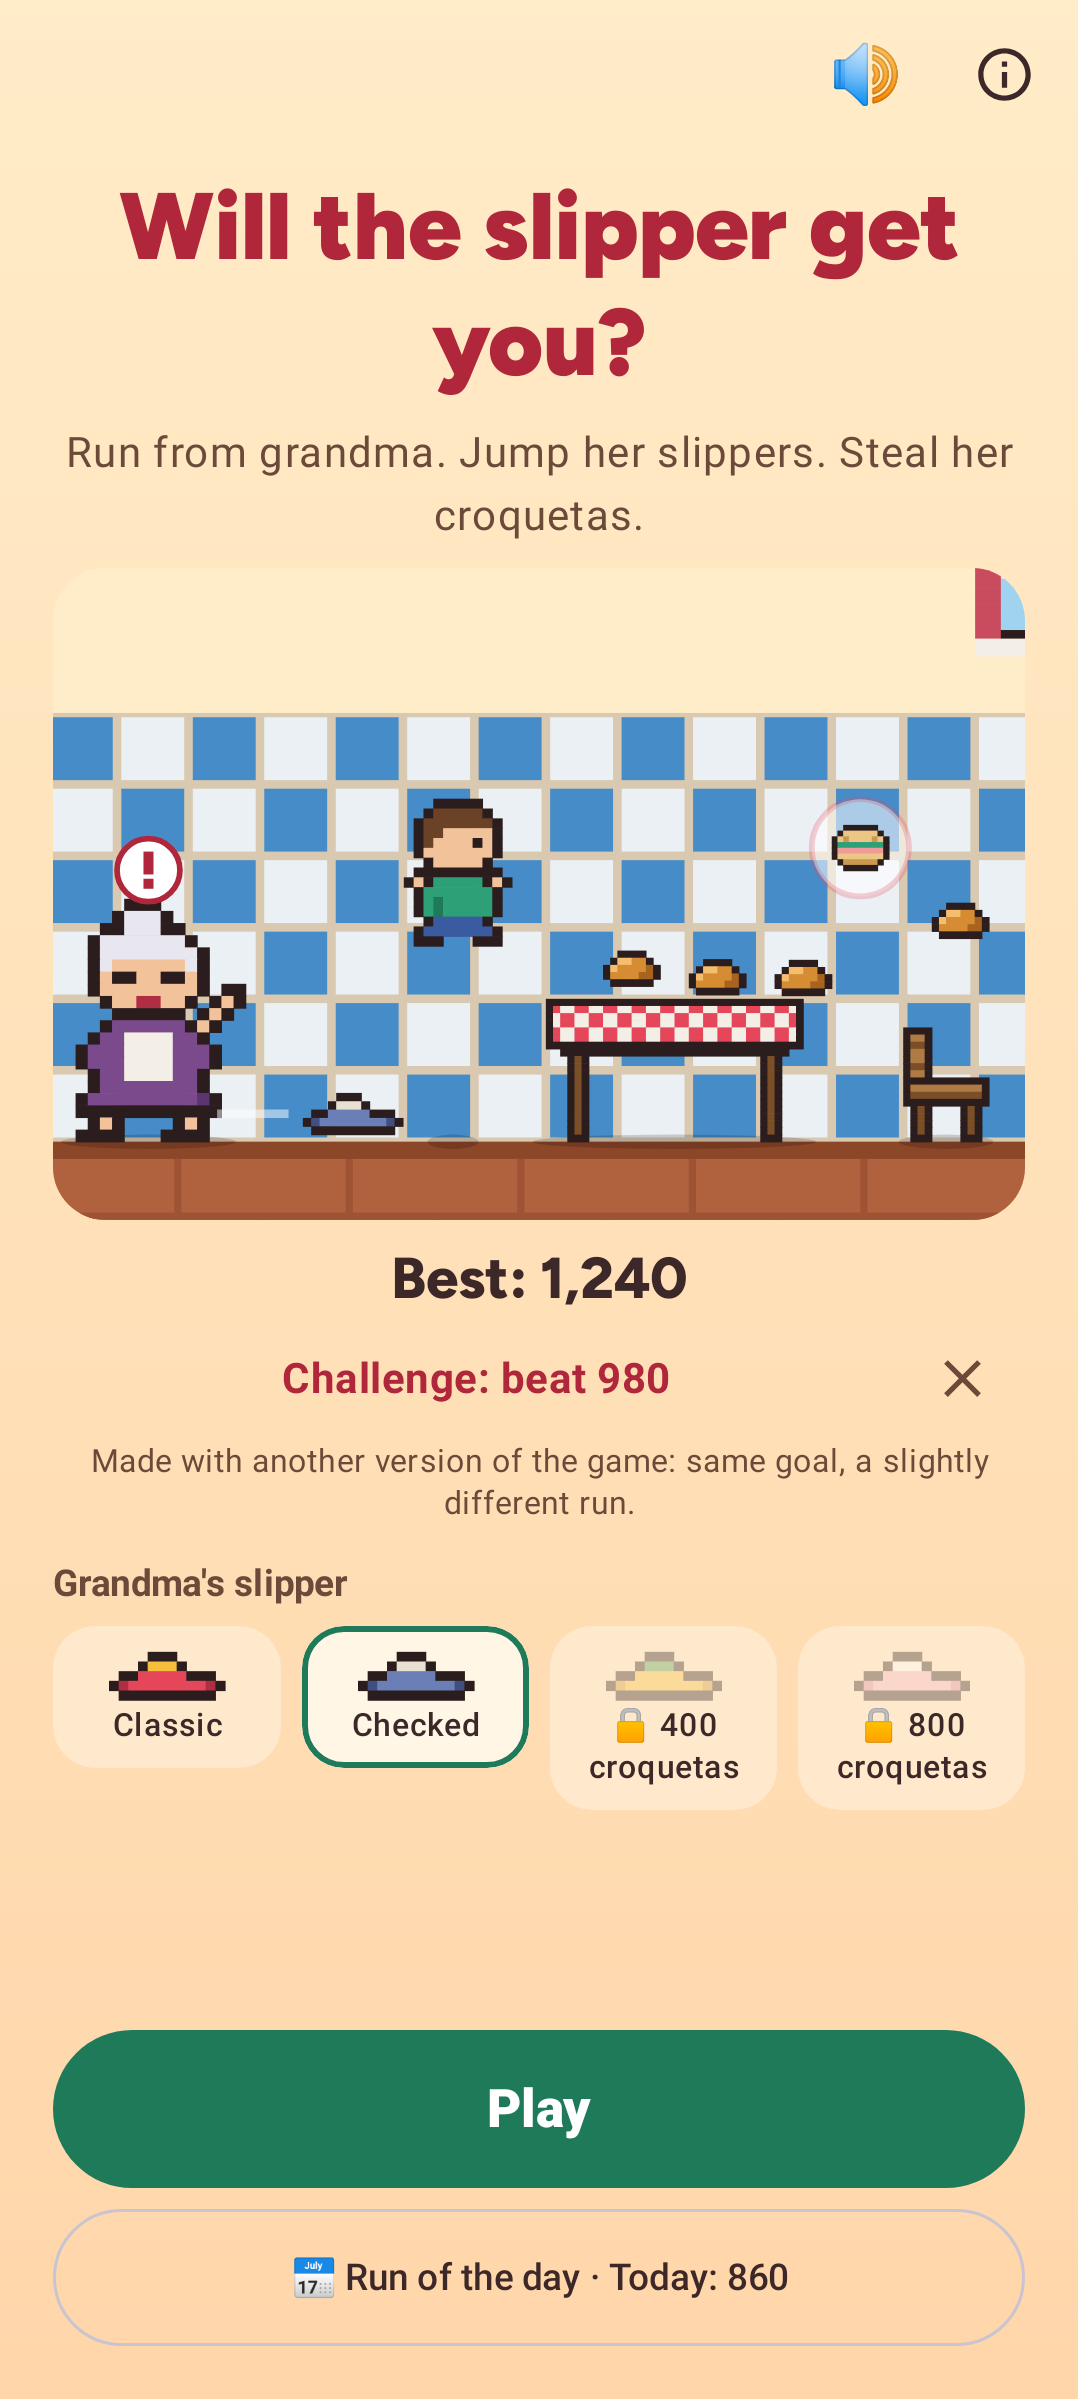 Will the slipper get
you?
Run from grandma. Jump her slippers. Steal her
croquetas.
!
Best: 1,240
Challenge: beat 980
Made with another version of the game: same goal, a slightly
different run.
Grandma's slipper
Classic
Checked
400
croquetas
800
croquetas
Play
July
17
Run of the day · Today: 860